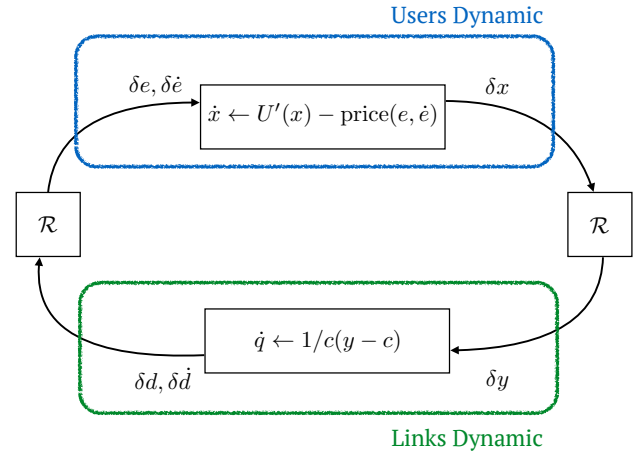 Users Dynamic
δe, δė
ẋ ← U′(x) − price(e, ė)
δx
ℛ
ℛ
q̇ ← 1/c(y − c)
δd, δḋ
δy
Links Dynamic